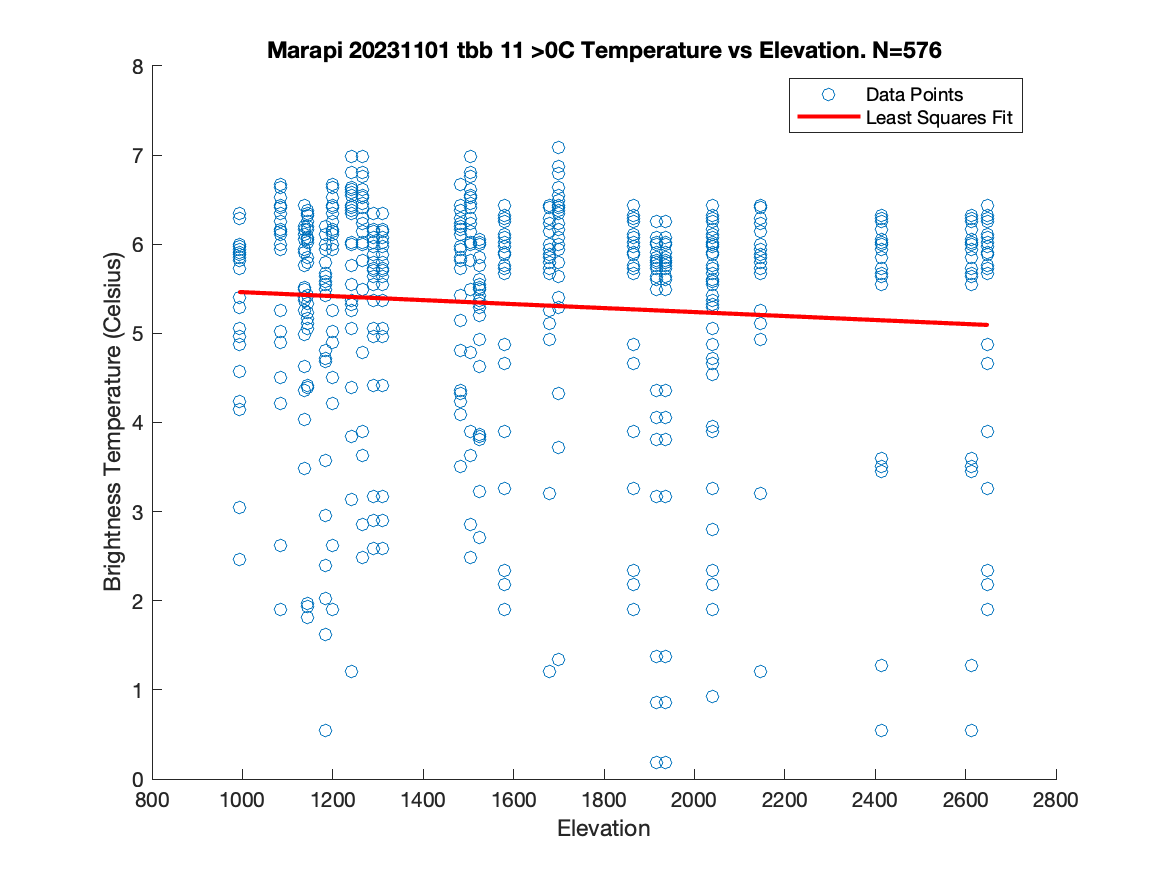 Marapi 20231101 tbb 11 >0C Temperature vs Elevation. N=576
Data Points
Least Squares Fit
Brightness Temperature (Celsius)
8
7
6
5
4
3
2
1
0
800 1000 1200 1400 1600 1800 2000 2200 2400 2600 2800
Elevation